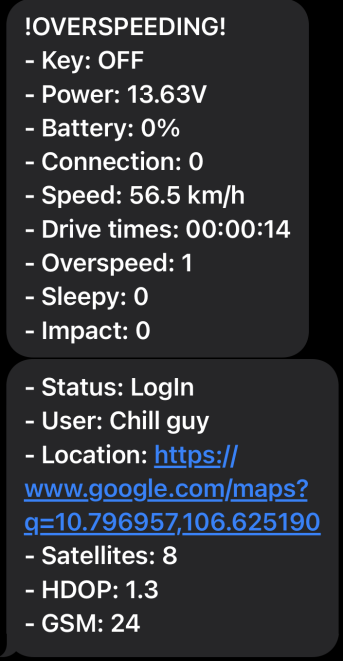 !OVERSPEEDING!
- Key: OFF
- Power: 13.63V
- Battery: 0%
- Connection: 0
- Speed: 56.5 km/h
- Drive times: 00:00:14
- Overspeed: 1
- Sleepy: 0
- Impact: 0
- Status: LogIn
- User: Chill guy
- Location: https://
www.google.com/maps?
q=10.796957,106.625190
- Satellites: 8
- HDOP: 1.3
- GSM: 24